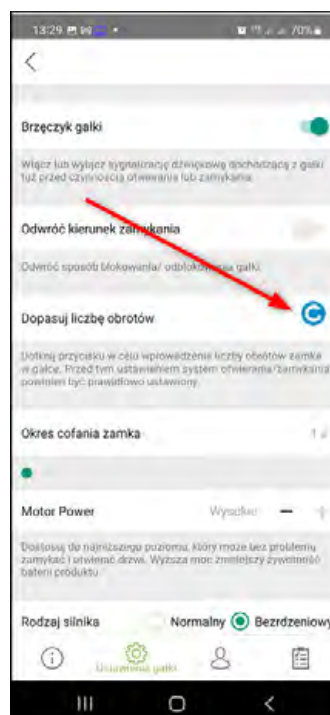 13:29
70%
Brzęczyk gałki
Włącz lub wyłącz sygnalizację dźwiękową dochodzącą z gałki
tuż przed czynnością otwierania lub zamykania.
Odwróć kierunek zamykania
Odwróć sposób blokowania/ odblokowania gałki.
Dopasuj liczbę obrotów
Dotknij przycisku w celu wprowadzenia liczby obrotów zamka
w gałce. Przed tym ustawieniem system otwierania/zamykania
powinien być prawidłowo ustawiony.
Okres cofania zamka
Motor Power Wysokie
Dostosuj do najniższego poziomu, który może bez problemu
zamykać i otwierać drzwi. Wyższa moc zmniejszy żywotność
baterii produktu.
Rodzaj silnika Normalny Bezrdzeniowy
Ustawienia gałki